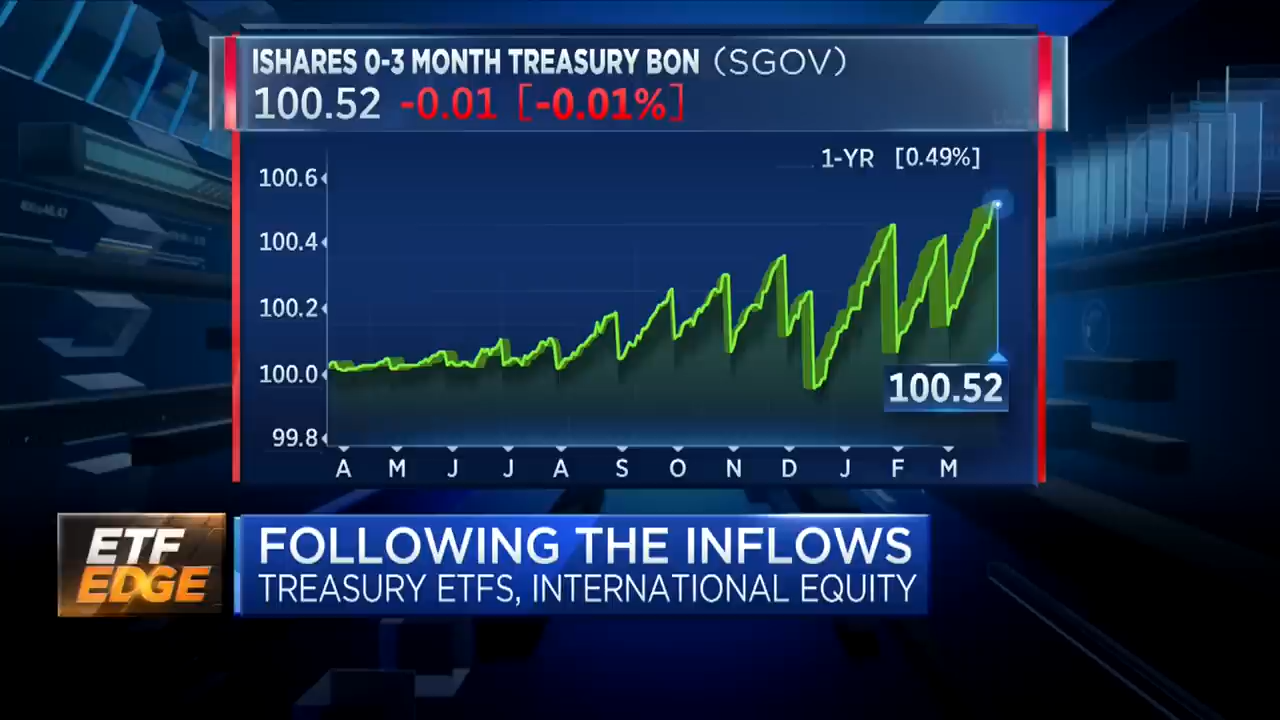 ISHARES 0-3 MONTH TREASURY BON (SGOV)
100.52 -0.01 [-0.01%]
1-YR [0.49%]
100.6
100.4
100.2
100.0
99.8
100.52
A M J J A S O N D J F M
ETF
EDGE
FOLLOWING THE INFLOWS
TREASURY ETFS, INTERNATIONAL EQUITY